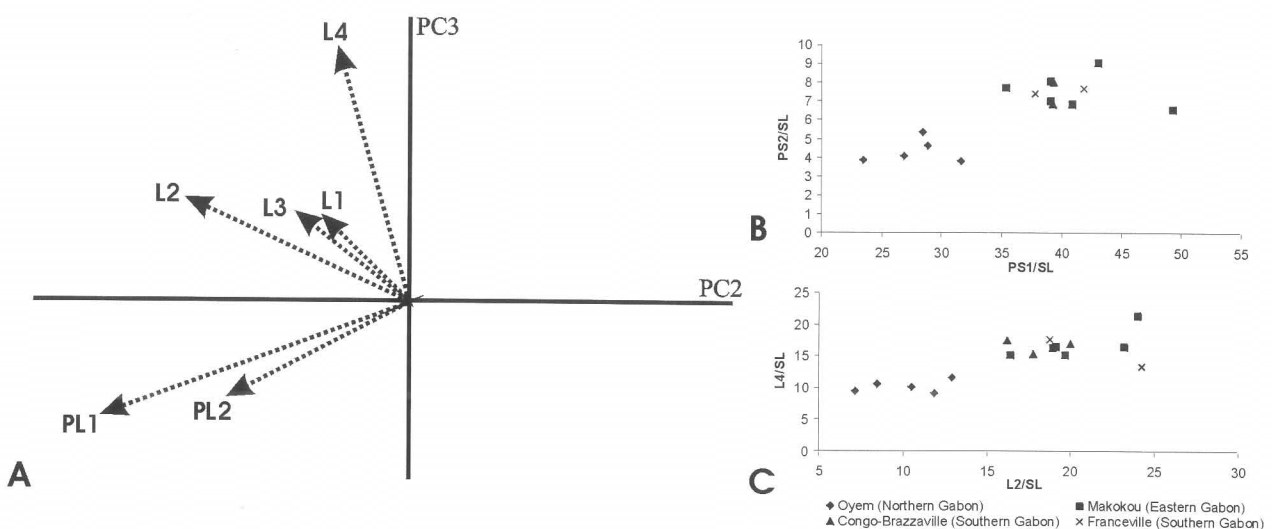 PC3
L4
L2
L3 L1
PC2
PL1
PL2
A
10
9
8
7
6
5
4
3
2
1
0
PS2/SL
20 25 30 35 40 45 50 55
PS1/SL
B
25
20
15
10
5
0
L4/SL
5 10 15 20 25 30
L2/SL
C
Oyem (Northern Gabon) Makokou (Eastern Gabon)
Congo-Brazzaville (Southern Gabon) Franceville (Southern Gabon)